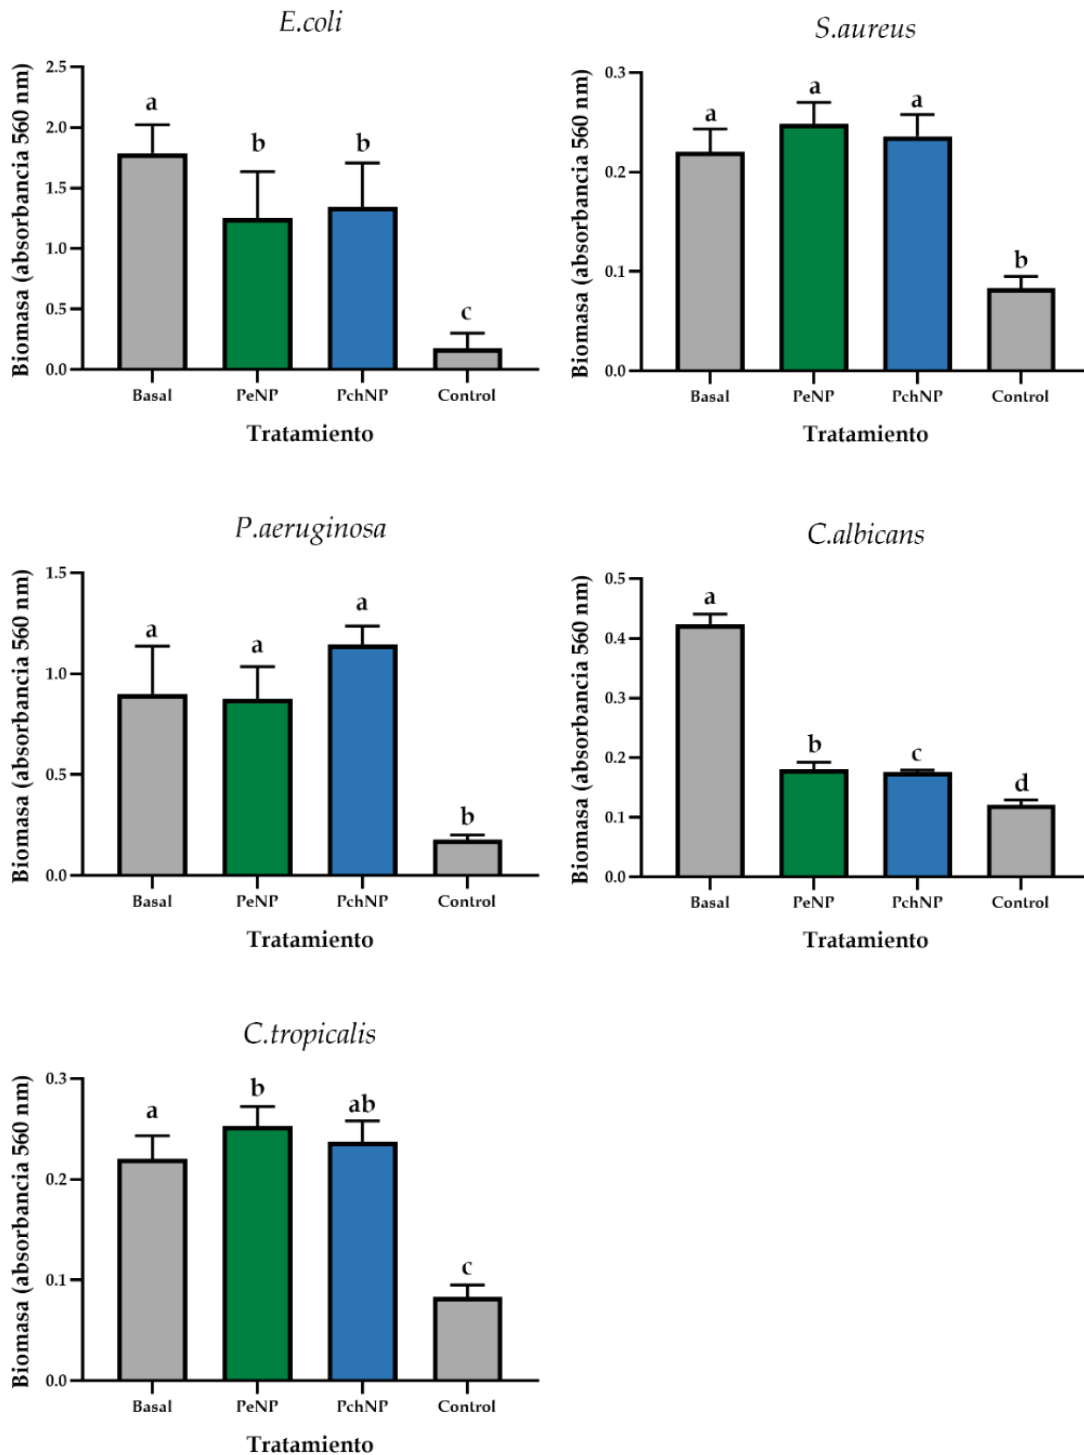 E.coli
Biomasa (absorbancia 560 nm)
2.5
2.0
1.5
1.0
0.5
0.0
a
b
b
c
Basal PeNP PchNP Control
Tratamiento
S.aureus
Biomasa (absorbancia 560 nm)
0.3
0.2
0.1
0.0
a
a
a
b
Basal PeNP PchNP Control
Tratamiento
P.aeruginosa
Biomasa (absorbancia 560 nm)
1.5
1.0
0.5
0.0
a
a
a
b
Basal PeNP PchNP Control
Tratamiento
C.albicans
Biomasa (absorbancia 560 nm)
0.5
0.4
0.3
0.2
0.1
0.0
a
b
c
d
Basal PeNP PchNP Control
Tratamiento
C.tropicalis
Biomasa (absorbancia 560 nm)
0.3
0.2
0.1
0.0
a
b
ab
c
Basal PeNP PchNP Control
Tratamiento